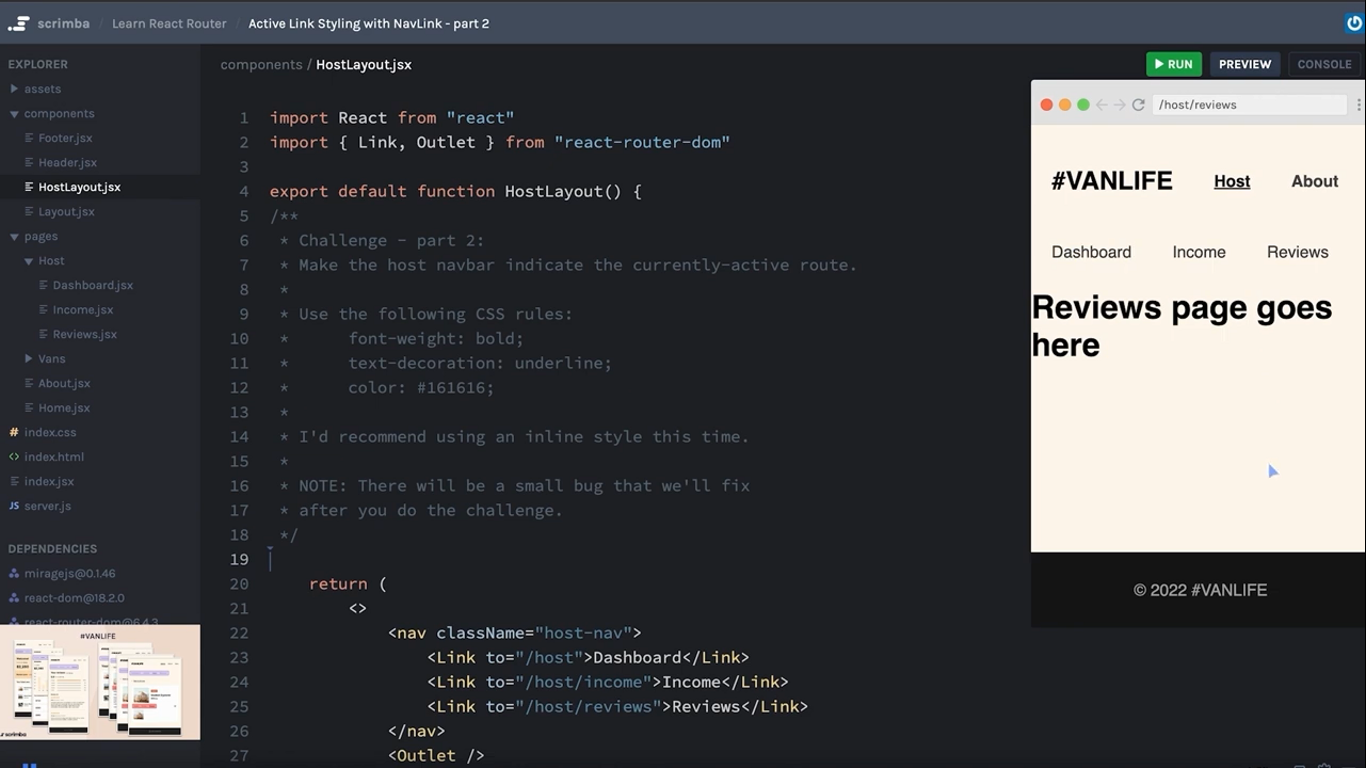 scrimba / Learn React Router / Active Link Styling with NavLink - part 2
EXPLORER
assets
components
Footer.jsx
Header.jsx
HostLayout.jsx
Layout.jsx
pages
Host
Dashboard.jsx
Income.jsx
Reviews.jsx
Vans
About.jsx
Home.jsx
# index.css
<> index.html
index.jsx
JS server.js
DEPENDENCIES
miragejs@0.1.46
react-dom@18.2.0
react-router-dom@6.4.3
#VANLIFE
scrimba
components / HostLayout.jsx
RUN
PREVIEW
CONSOLE
1 import React from "react"
2 import { Link, Outlet } from "react-router-dom"
3
4 export default function HostLayout() {
5 /**
6 * Challenge - part 2:
7 * Make the host navbar indicate the currently-active route.
8 *
9 * Use the following CSS rules:
10 * font-weight: bold;
11 * text-decoration: underline;
12 * color: #161616;
13 *
14 * I'd recommend using an inline style this time.
15 *
16 * NOTE: There will be a small bug that we'll fix
17 * after you do the challenge.
18 */
19
20 return (
21 <>
22 <nav className="host-nav">
23 <Link to="/host">Dashboard</Link>
24 <Link to="/host/income">Income</Link>
25 <Link to="/host/reviews">Reviews</Link>
26 </nav>
27 <Outlet />
/host/reviews
#VANLIFE Host About
Dashboard Income Reviews
Reviews page goes
here
© 2022 #VANLIFE